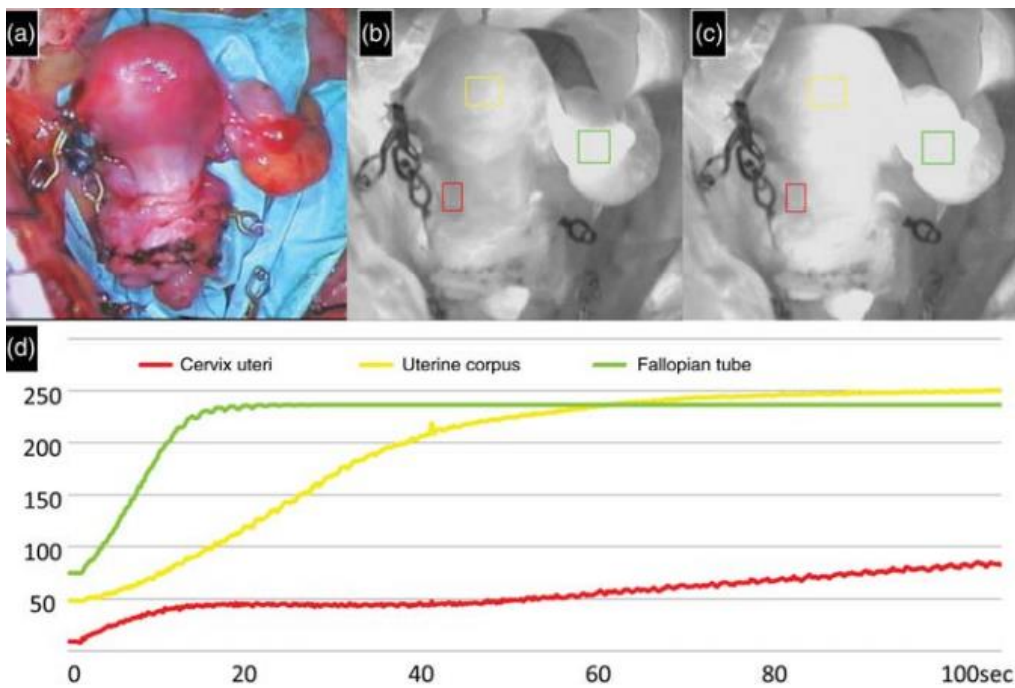 (a)
(b)
(c)
(d)
Cervix uteri
Uterine corpus
Fallopian tube
250
200
150
100
50
0 20 40 60 80 100sec